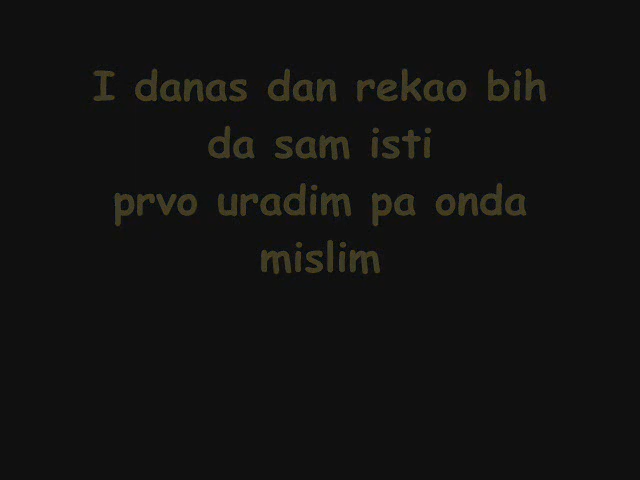 I danas dan rekao bih
da sam isti
prvo uradim pa onda
mislim